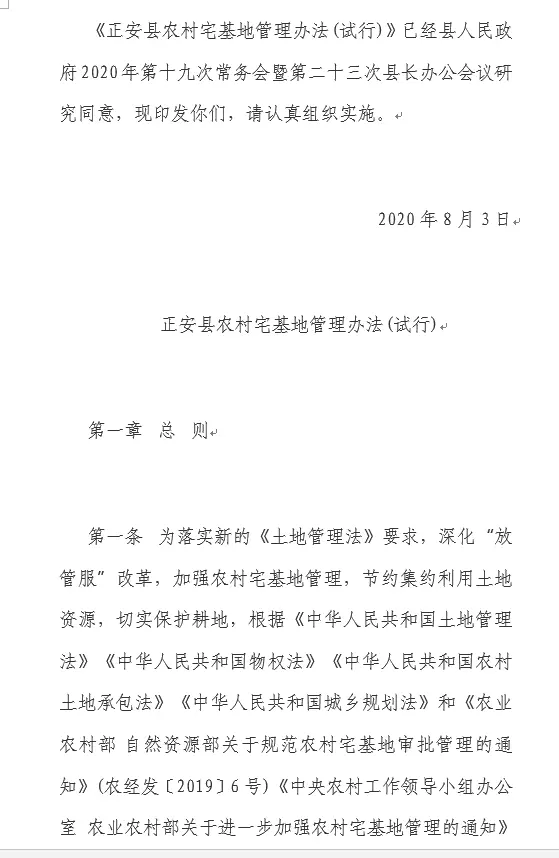 《正安县农村宅基地管理办法(试行)》已经县人民政
府2020年第十九次常务会暨第二十三次县长办公会议研
究同意，现印发你们，请认真组织实施。
2020年8月3日
正安县农村宅基地管理办法(试行)
第一章 总 则
第一条 为落实新的《土地管理法》要求，深化“放
管服”改革，加强农村宅基地管理，节约集约利用土地
资源，切实保护耕地，根据《中华人民共和国土地管理
法》《中华人民共和国物权法》《中华人民共和国农村
土地承包法》《中华人民共和国城乡规划法》和《农业
农村部 自然资源部关于规范农村宅基地审批管理的通
知》(农经发〔2019〕6号)《中央农村工作领导小组办公
室 农业农村部关于进一步加强农村宅基地管理的通知》